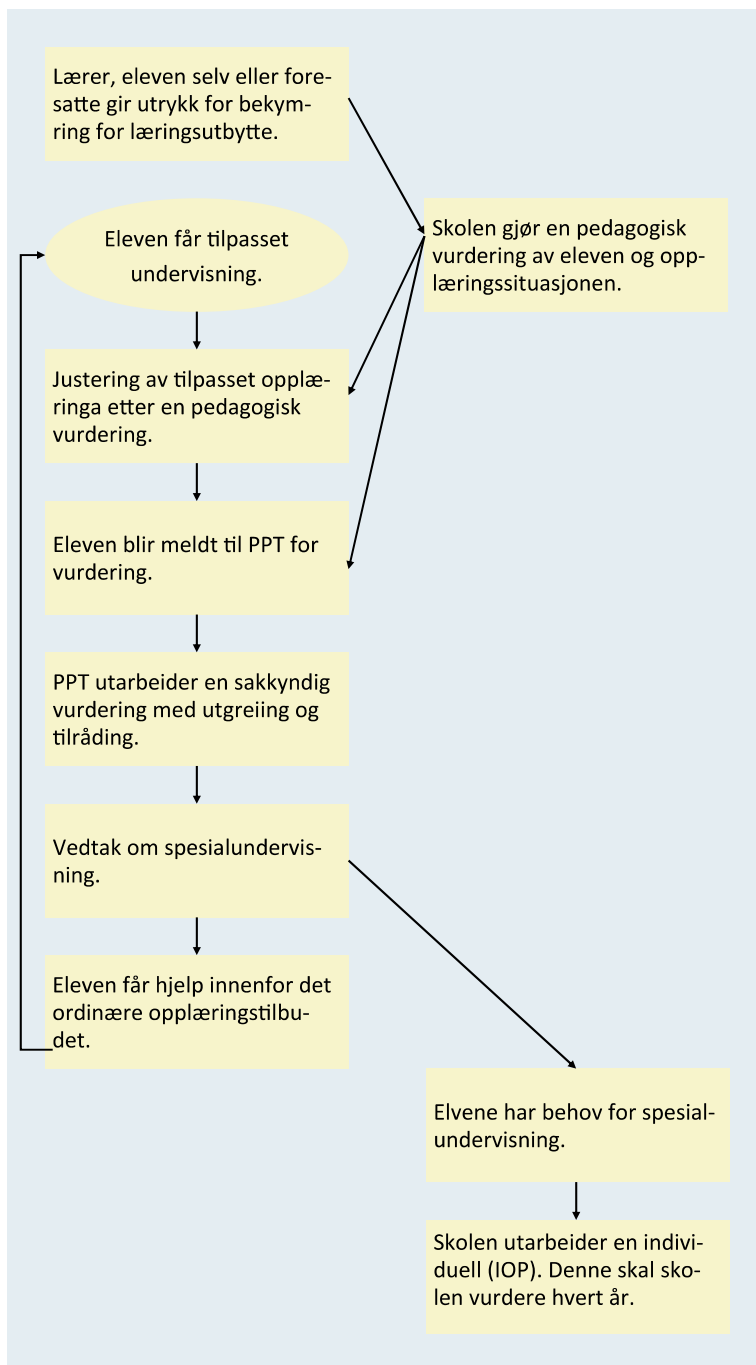 Lærer, eleven selv eller fore-
satte gir utrykk for bekym-
ring for læringsutbytte.
Eleven får tilpasset
undervisning.
Skolen gjør en pedagogisk
vurdering av eleven og opp-
læringssituasjonen.
Justering av tilpasset opplæ-
ringa etter en pedagogisk
vurdering.
Eleven blir meldt til PPT for
vurdering.
PPT utarbeider en sakkyndig
vurdering med utgreiing og
tilråding.
Vedtak om spesialundervis-
ning.
Eleven får hjelp innenfor det
ordinære opplæringstilbu-
det.
Elvene har behov for spesial-
undervisning.
Skolen utarbeider en indivi-
duell (IOP). Denne skal sko-
len vurdere hvert år.